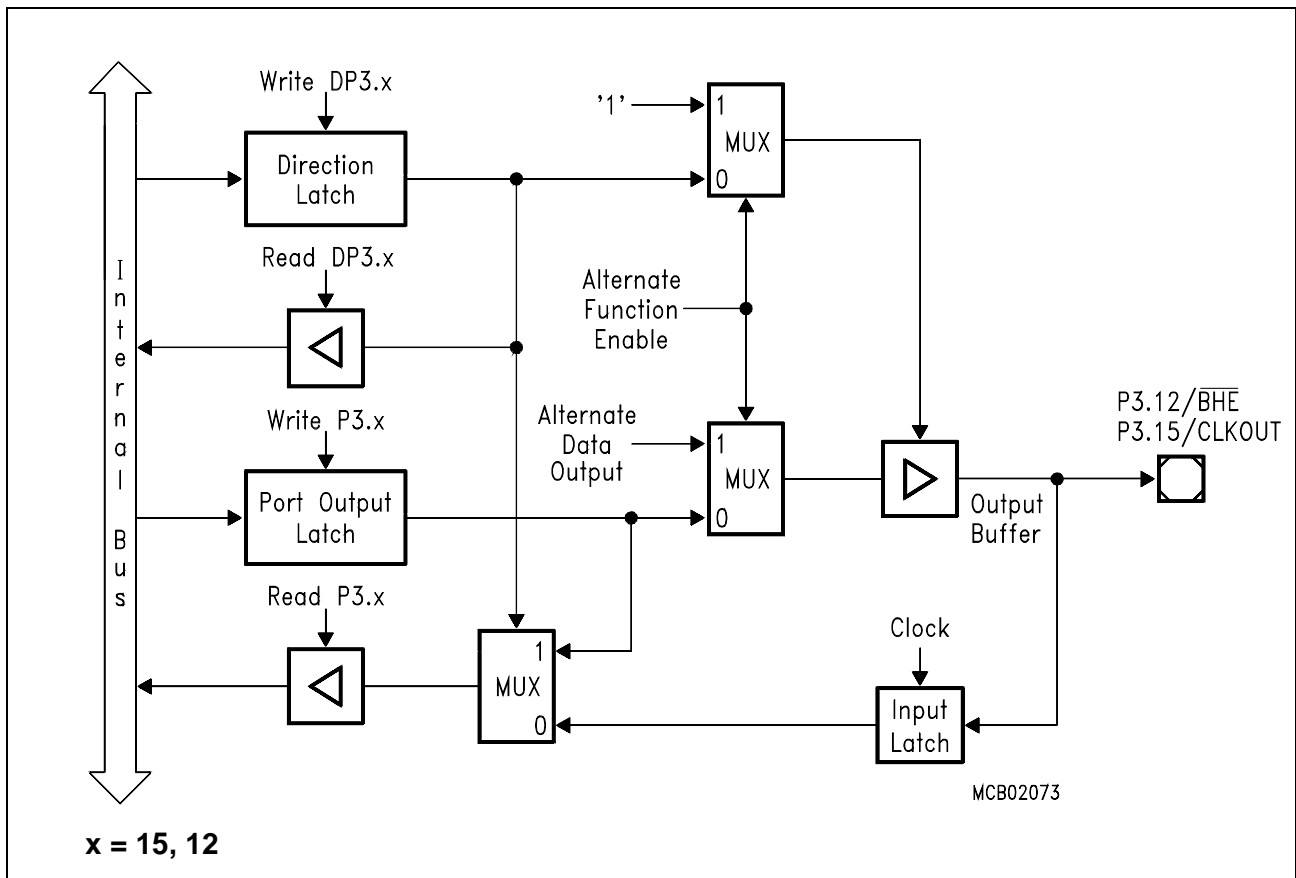 Write DP3.x
Direction
Latch
Read DP3.x
Write P3.x
Port Output
Latch
Read P3.x
Internal Bus
'1'
1
MUX
0
Alternate
Function
Enable
Alternate
Data
Output
1
MUX
0
P3.12/B̅H̅E̅
P3.15/CLKOUT
Output
Buffer
1
MUX
0
Clock
Input
Latch
MCB02073
x = 15, 12